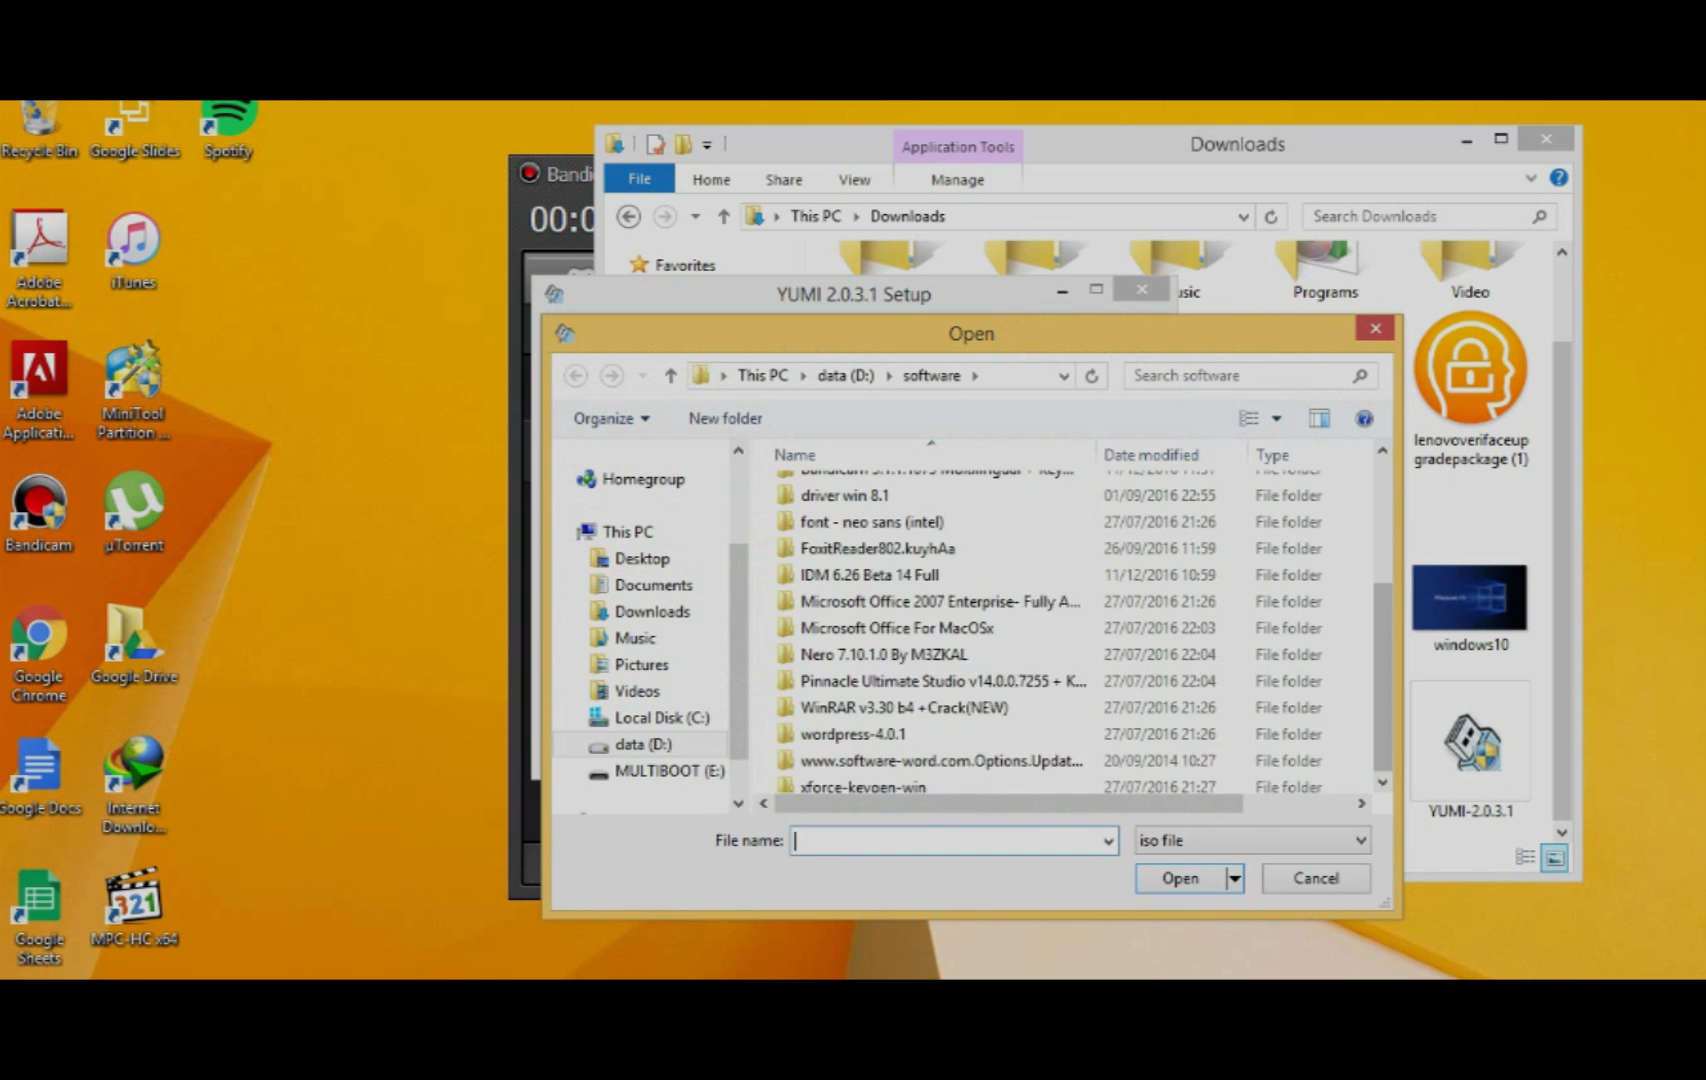 Recycle Bin
Google Slides
Spotify
Adobe
Acrobat...
iTunes
Adobe
Applicati...
MiniTool
Partition ...
Bandicam
µTorrent
Google
Chrome
Google Drive
Google Docs
Internet
Downlo...
Google
Sheets
MPC-HC x64
321
Bandi
00:0
Application Tools
Downloads
File
Home
Share
View
Manage
This PC
Downloads
Search Downloads
Favorites
usic
Programs
Video
lenovoverifaceup
gradepackage (1)
windows10
YUMI-2.0.3.1
YUMI 2.0.3.1 Setup
Open
This PC
data (D:)
software
Search software
Organize
New folder
Name
Date modified
Type
Homegroup
This PC
Desktop
Documents
Downloads
Music
Pictures
Videos
Local Disk (C:)
data (D:)
MULTIBOOT (E:)
driver win 8.1 01/09/2016 22:55 File folder
font - neo sans (intel) 27/07/2016 21:26 File folder
FoxitReader802.kuyhAa 26/09/2016 11:59 File folder
IDM 6.26 Beta 14 Full 11/12/2016 10:59 File folder
Microsoft Office 2007 Enterprise- Fully A... 27/07/2016 21:26 File folder
Microsoft Office For MacOSx 27/07/2016 22:03 File folder
Nero 7.10.1.0 By M3ZKAL 27/07/2016 22:04 File folder
Pinnacle Ultimate Studio v14.0.0.7255 + K... 27/07/2016 22:04 File folder
WinRAR v3.30 b4 +Crack(NEW) 27/07/2016 21:26 File folder
wordpress-4.0.1 27/07/2016 21:26 File folder
www.software-word.com.Options.Updat... 20/09/2014 10:27 File folder
xforce-keygen-win 27/07/2016 21:27 File folder
File name:
iso file
Open
Cancel